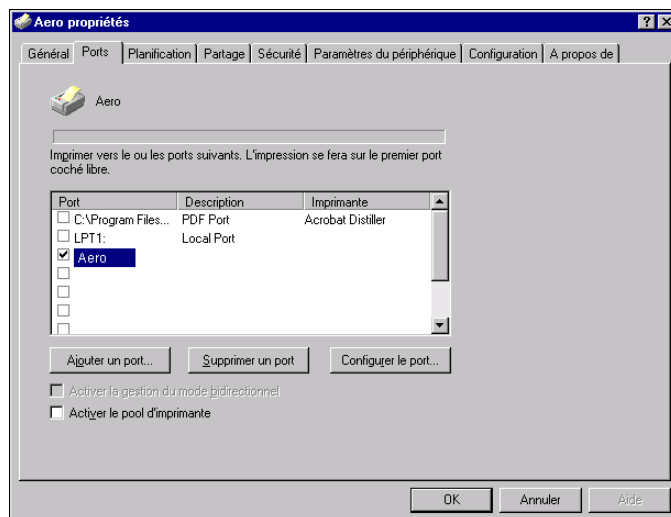 Aero propriétés
Général Ports Planification Partage Sécurité Paramètres du périphérique Configuration A propos de
Aero
Imprimer vers le ou les ports suivants. L'impression se fera sur le premier port
coché libre.
Port Description Imprimante
C:\Program Files... PDF Port Acrobat Distiller
LPT1: Local Port
Aero
Ajouter un port... Supprimer un port Configurer le port...
Activer la gestion du mode bidirectionnel
Activer le pool d'imprimante
OK Annuler Aide